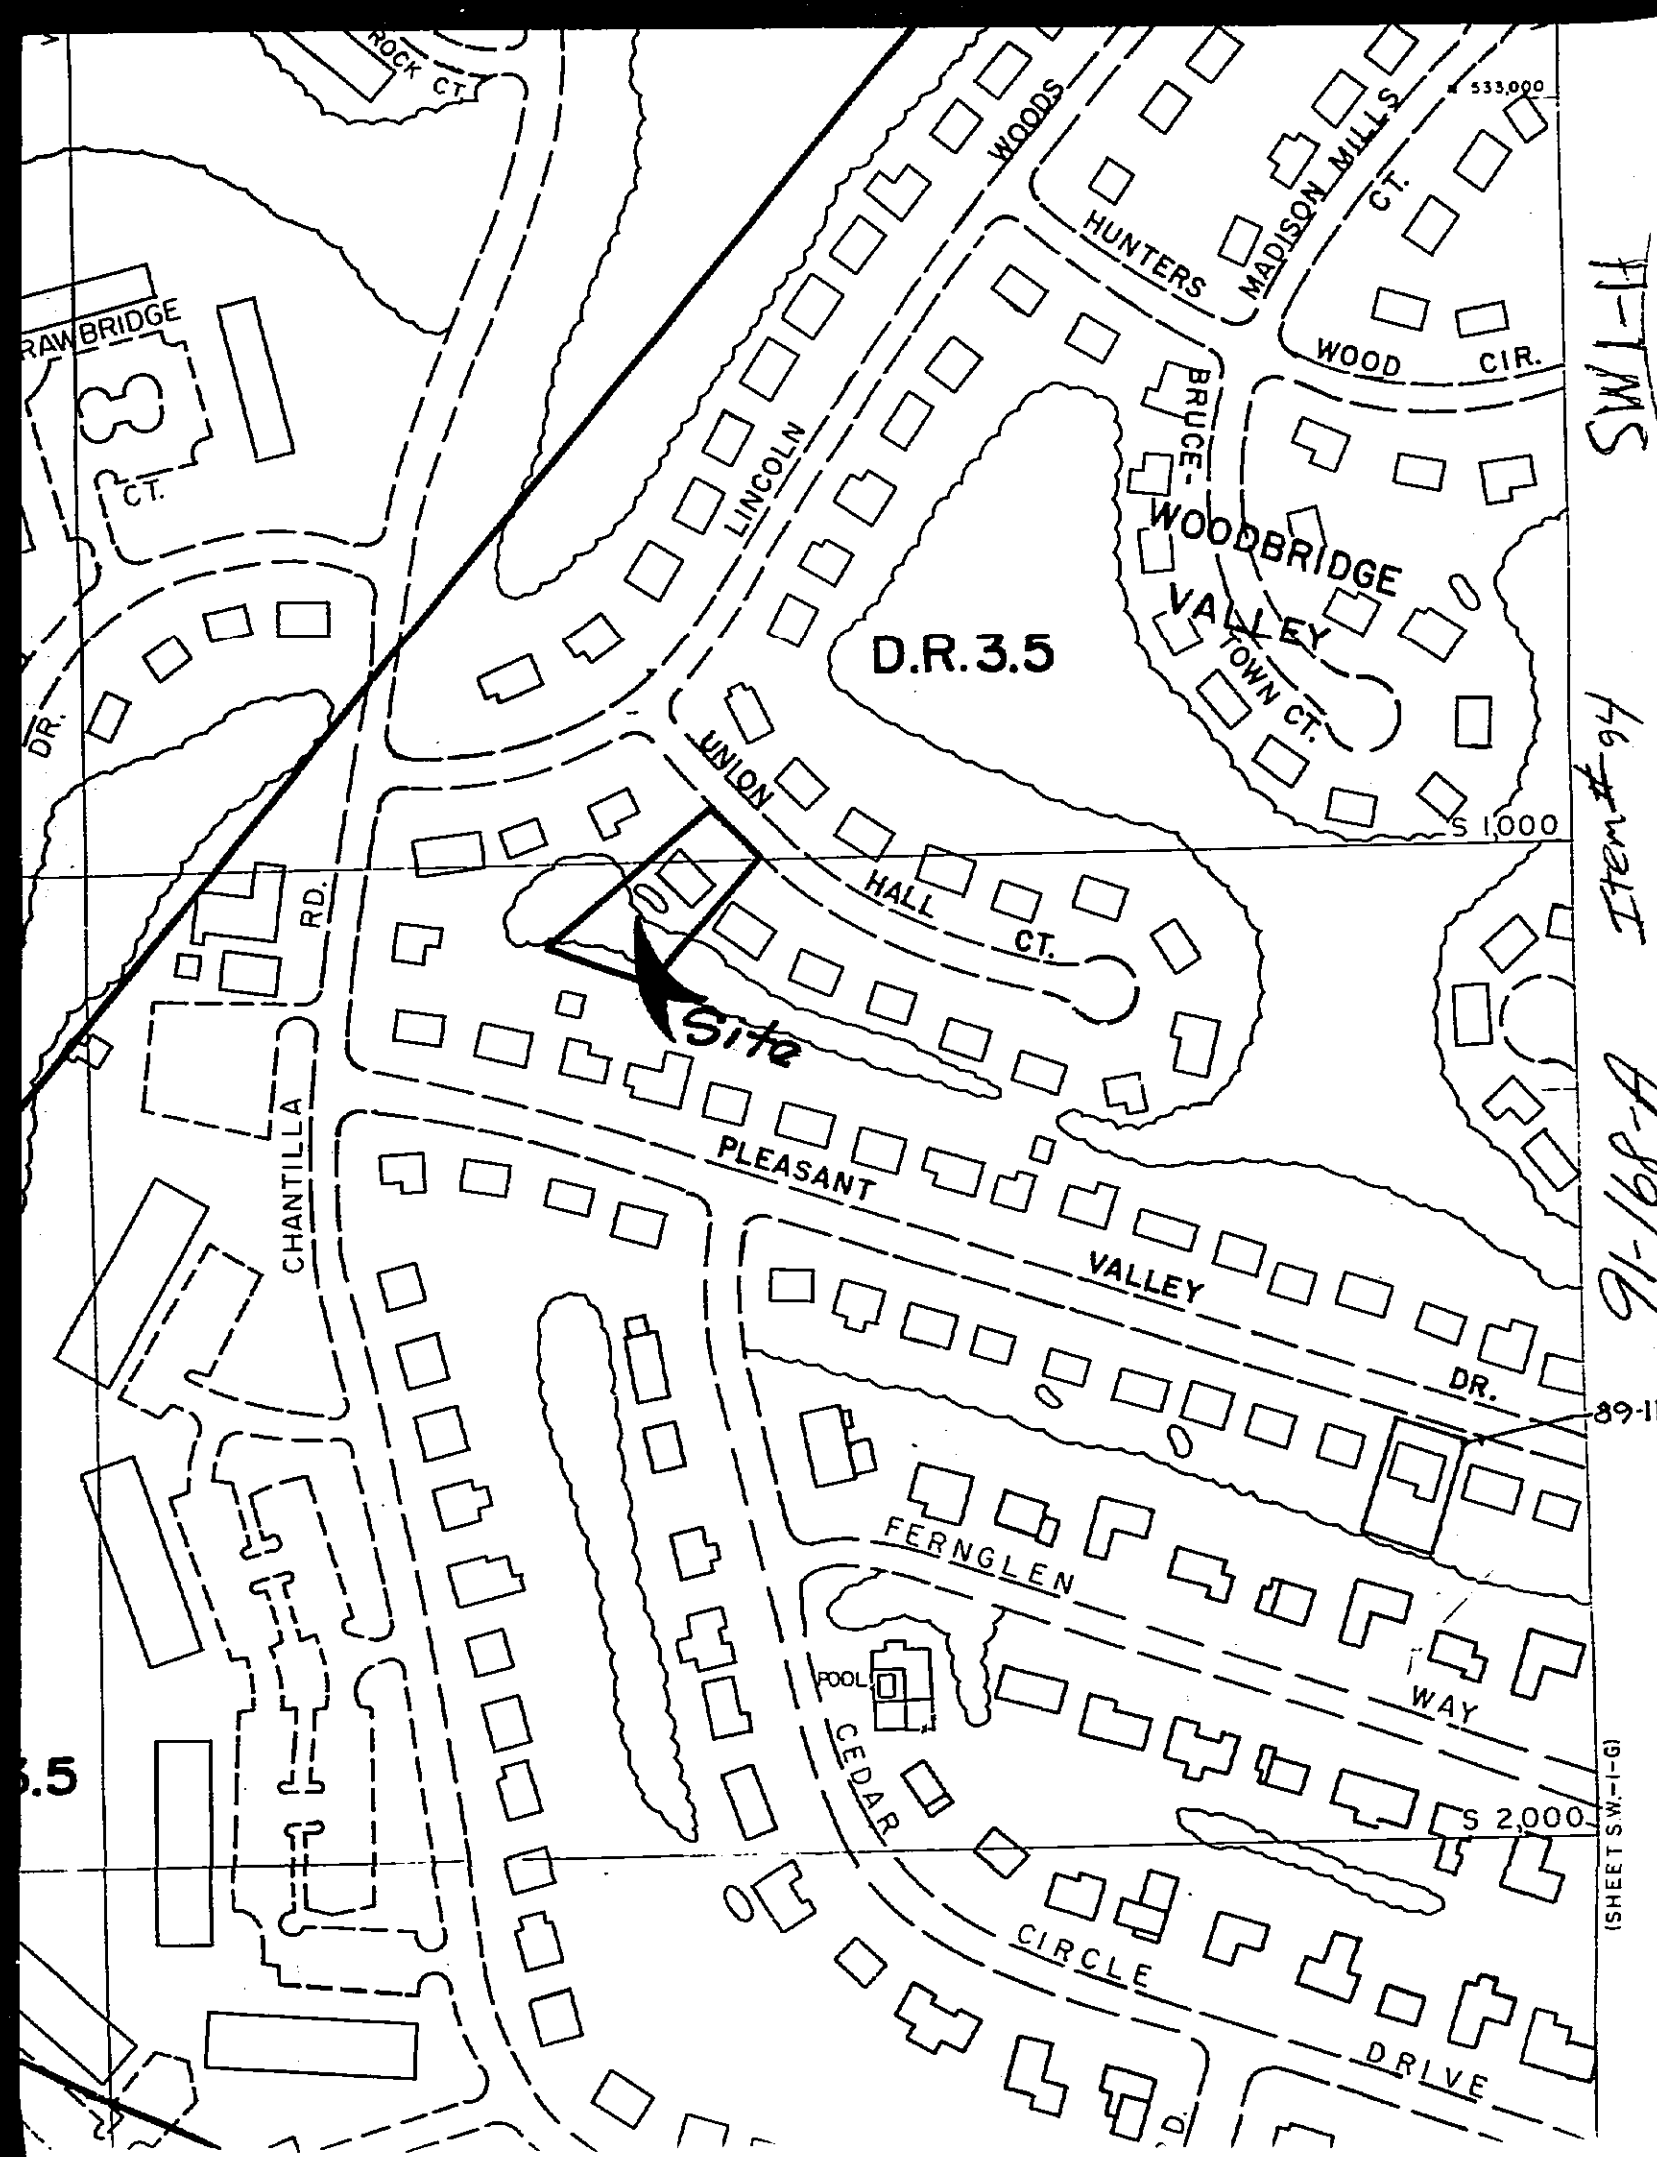 ROCK CT.
WOODS
533,000
MADISON MILLS
CT.
HUNTERS
RAWBRIDGE
CT.
WOOD CIR.
BRUCE-
SW1-H
LINCOLN
WOODBRIDGE
VALLEY
TOWN CT.
D.R. 3.5
DR.
UNION
HALL
CT.
S 1,000
Item # 94
RD.
Site
CHANTILLA
PLEASANT
VALLEY
DR.
91-168-A
89-11
FERNGLEN
WAY
POOL
CEDAR
3.5
S 2,000
(SHEET S.W.-1-G)
CIRCLE
DRIVE
D.